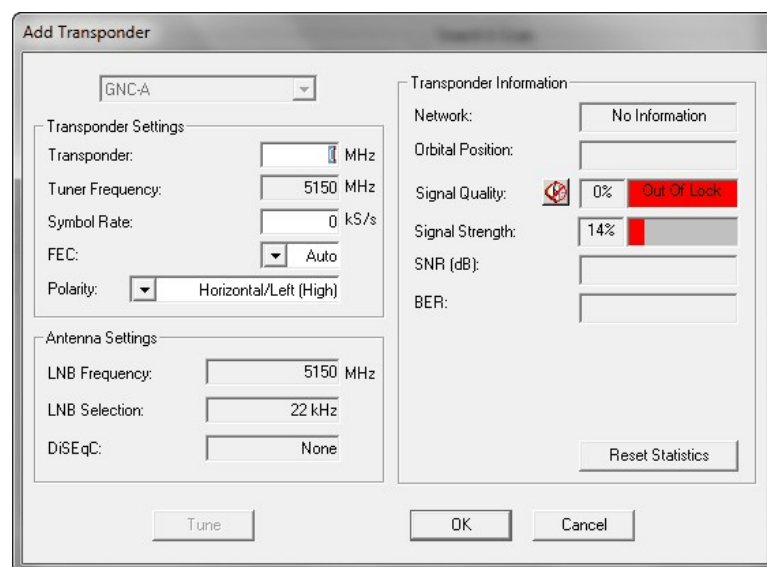 Add Transponder
GNC-A
Transponder Settings
Transponder: 0 MHz
Tuner Frequency: 5150 MHz
Symbol Rate: 0 kS/s
FEC: Auto
Polarity: Horizontal/Left (High)
Antenna Settings
LNB Frequency: 5150 MHz
LNB Selection: 22 kHz
DiSEqC: None
Tune
Transponder Information
Network: No Information
Orbital Position:
Signal Quality: 0% Out Of Lock
Signal Strength: 14%
SNR (dB):
BER:
Reset Statistics
OK
Cancel